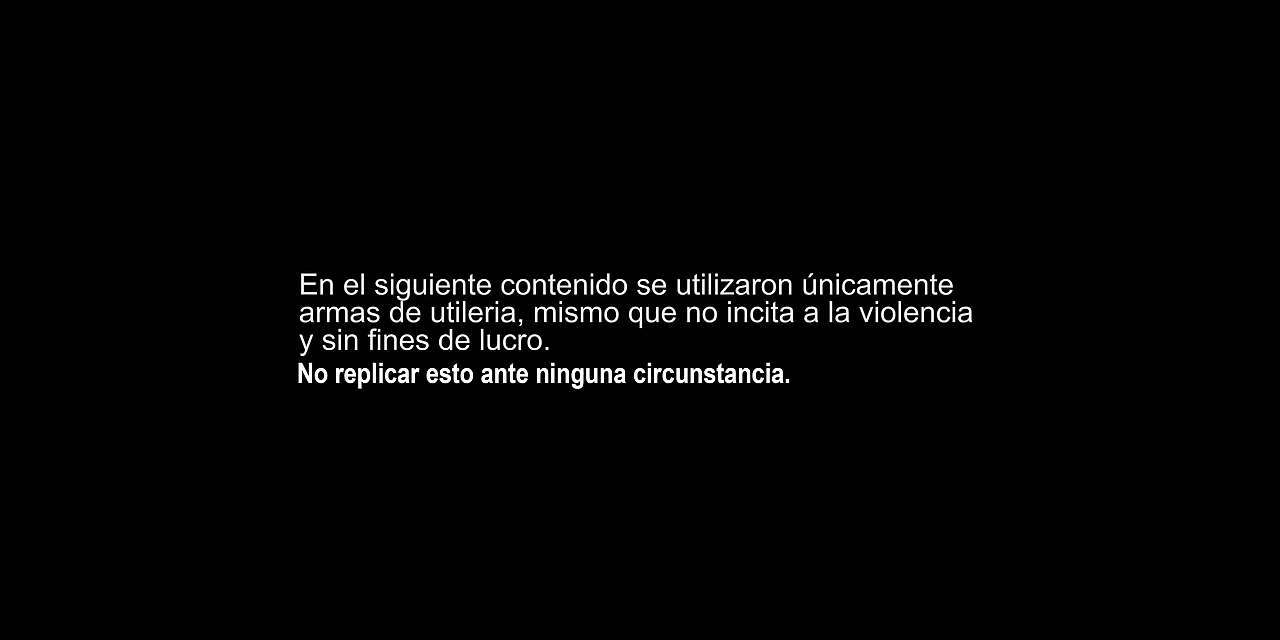 En el siguiente contenido se utilizaron únicamente
armas de utileria, mismo que no incita a la violencia
y sin fines de lucro.
No replicar esto ante ninguna circunstancia.